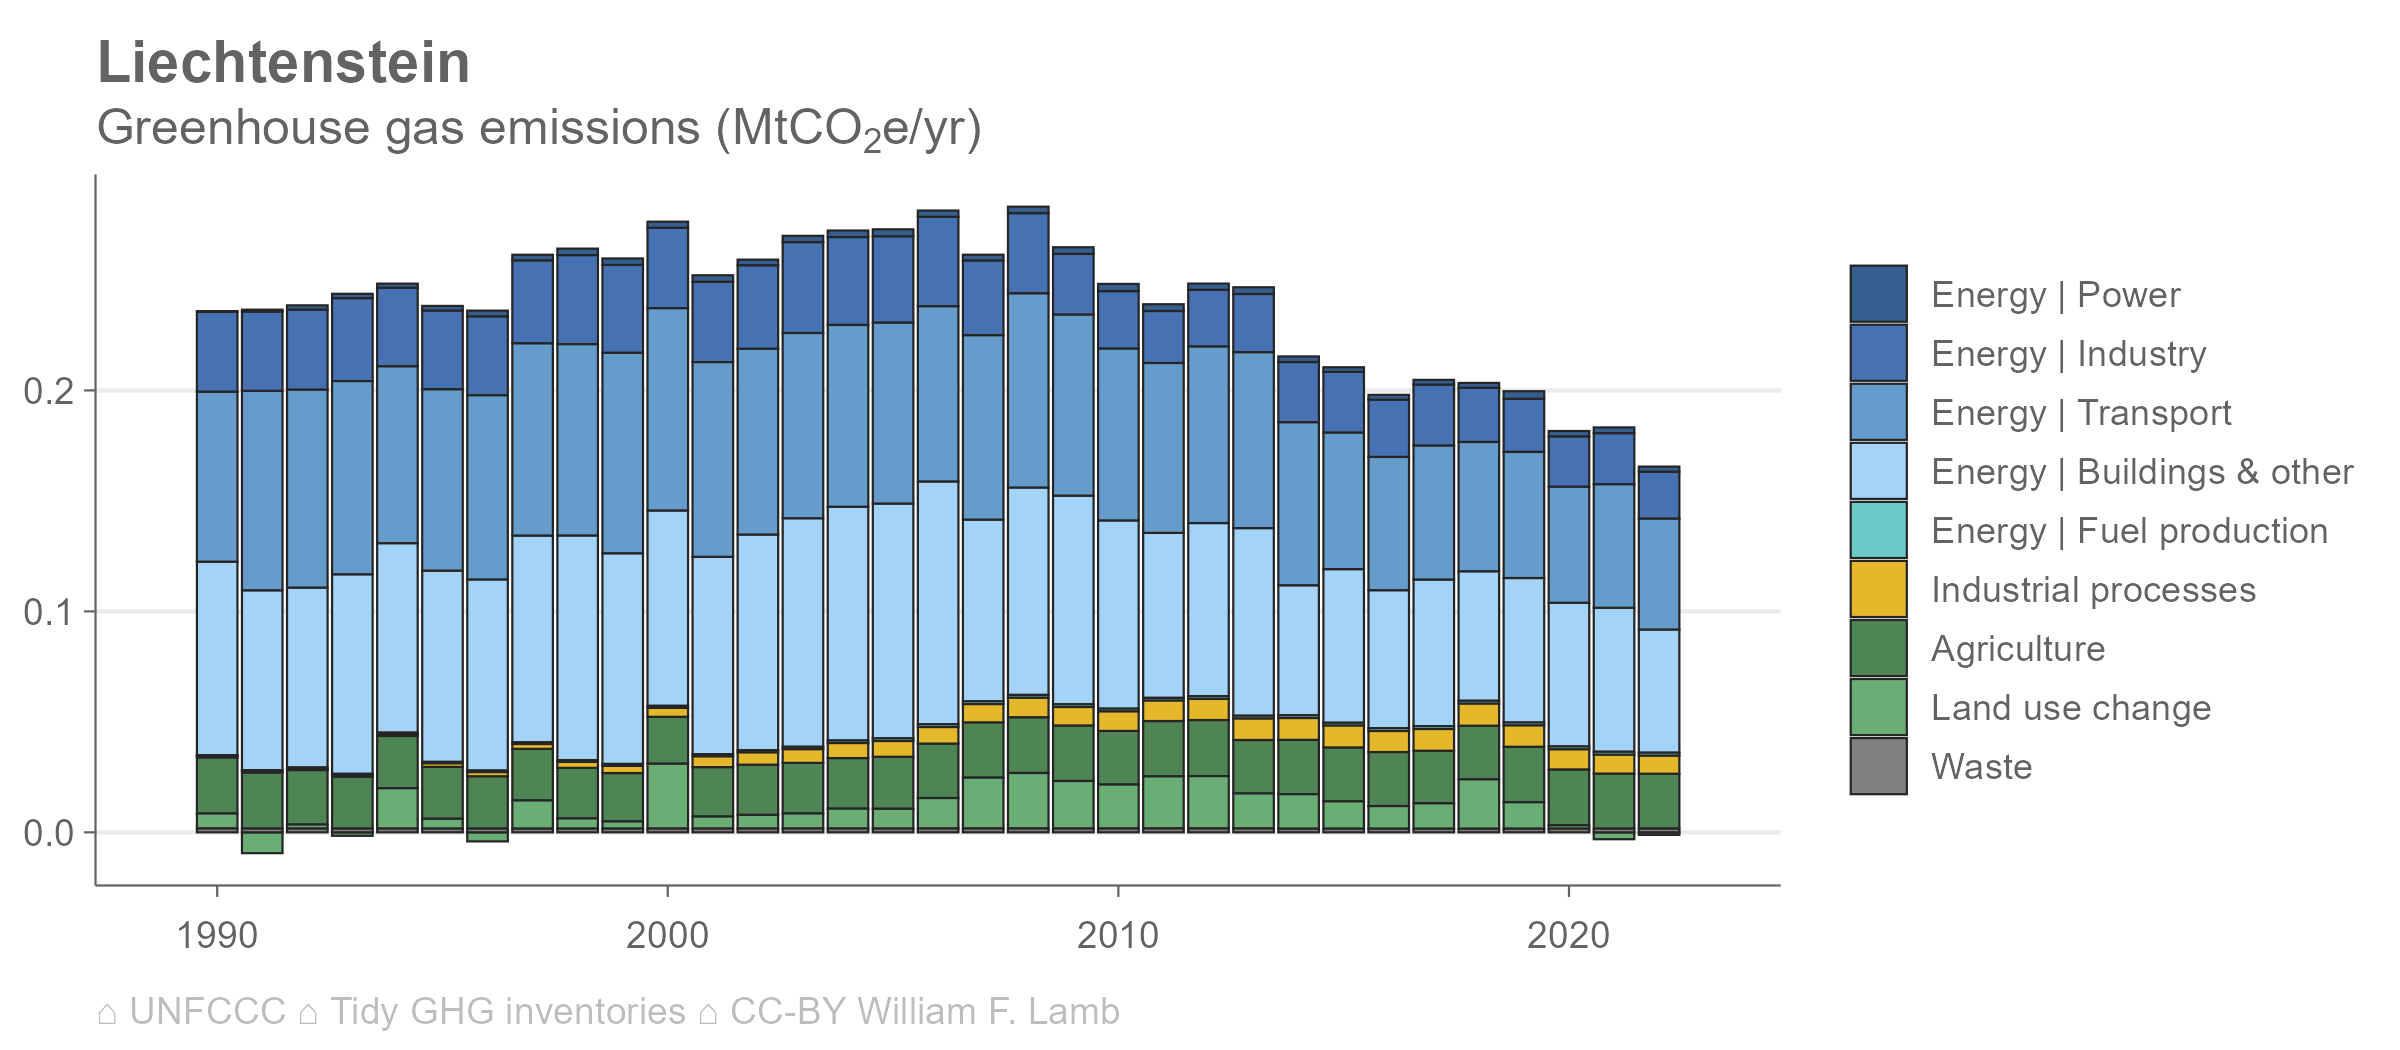 Liechtenstein
Greenhouse gas emissions (MtCO₂e/yr)
0.2
0.1
0.0
1990 2000 2010 2020
Energy | Power
Energy | Industry
Energy | Transport
Energy | Buildings & other
Energy | Fuel production
Industrial processes
Agriculture
Land use change
Waste
⌂ UNFCCC ⌂ Tidy GHG inventories ⌂ CC-BY William F. Lamb